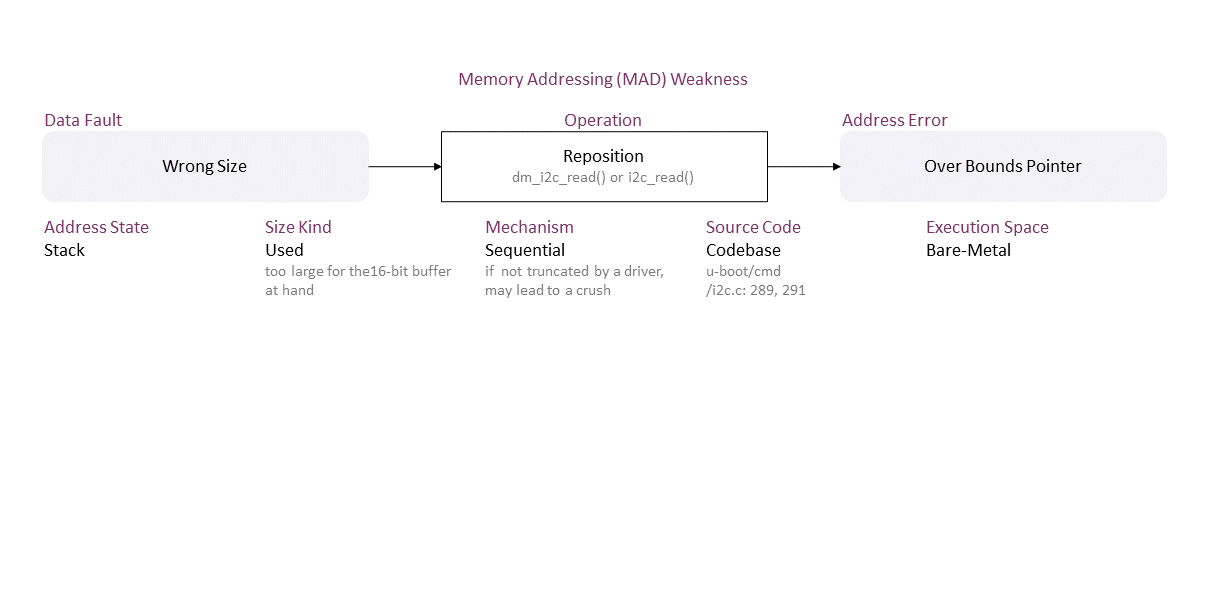 Memory Addressing (MAD) Weakness
Data Fault
Operation
Address Error
Wrong Size
Reposition
dm_i2c_read() or i2c_read()
Over Bounds Pointer
Address State
Stack
Size Kind
Used
too large for the16-bit buffer
at hand
Mechanism
Sequential
if not truncated by a driver,
may lead to a crush
Source Code
Codebase
u-boot/cmd
/i2c.c: 289, 291
Execution Space
Bare-Metal